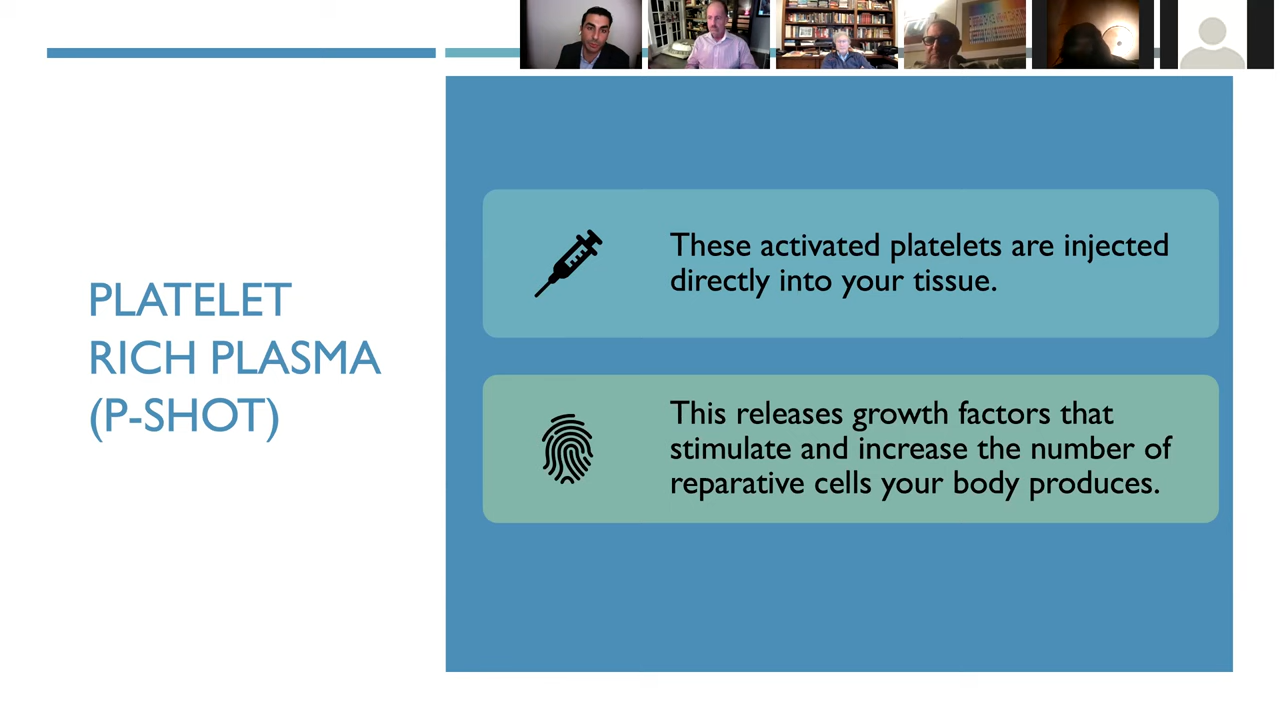 PLATELET
RICH PLASMA
(P-SHOT)
These activated platelets are injected
directly into your tissue.
This releases growth factors that
stimulate and increase the number of
reparative cells your body produces.